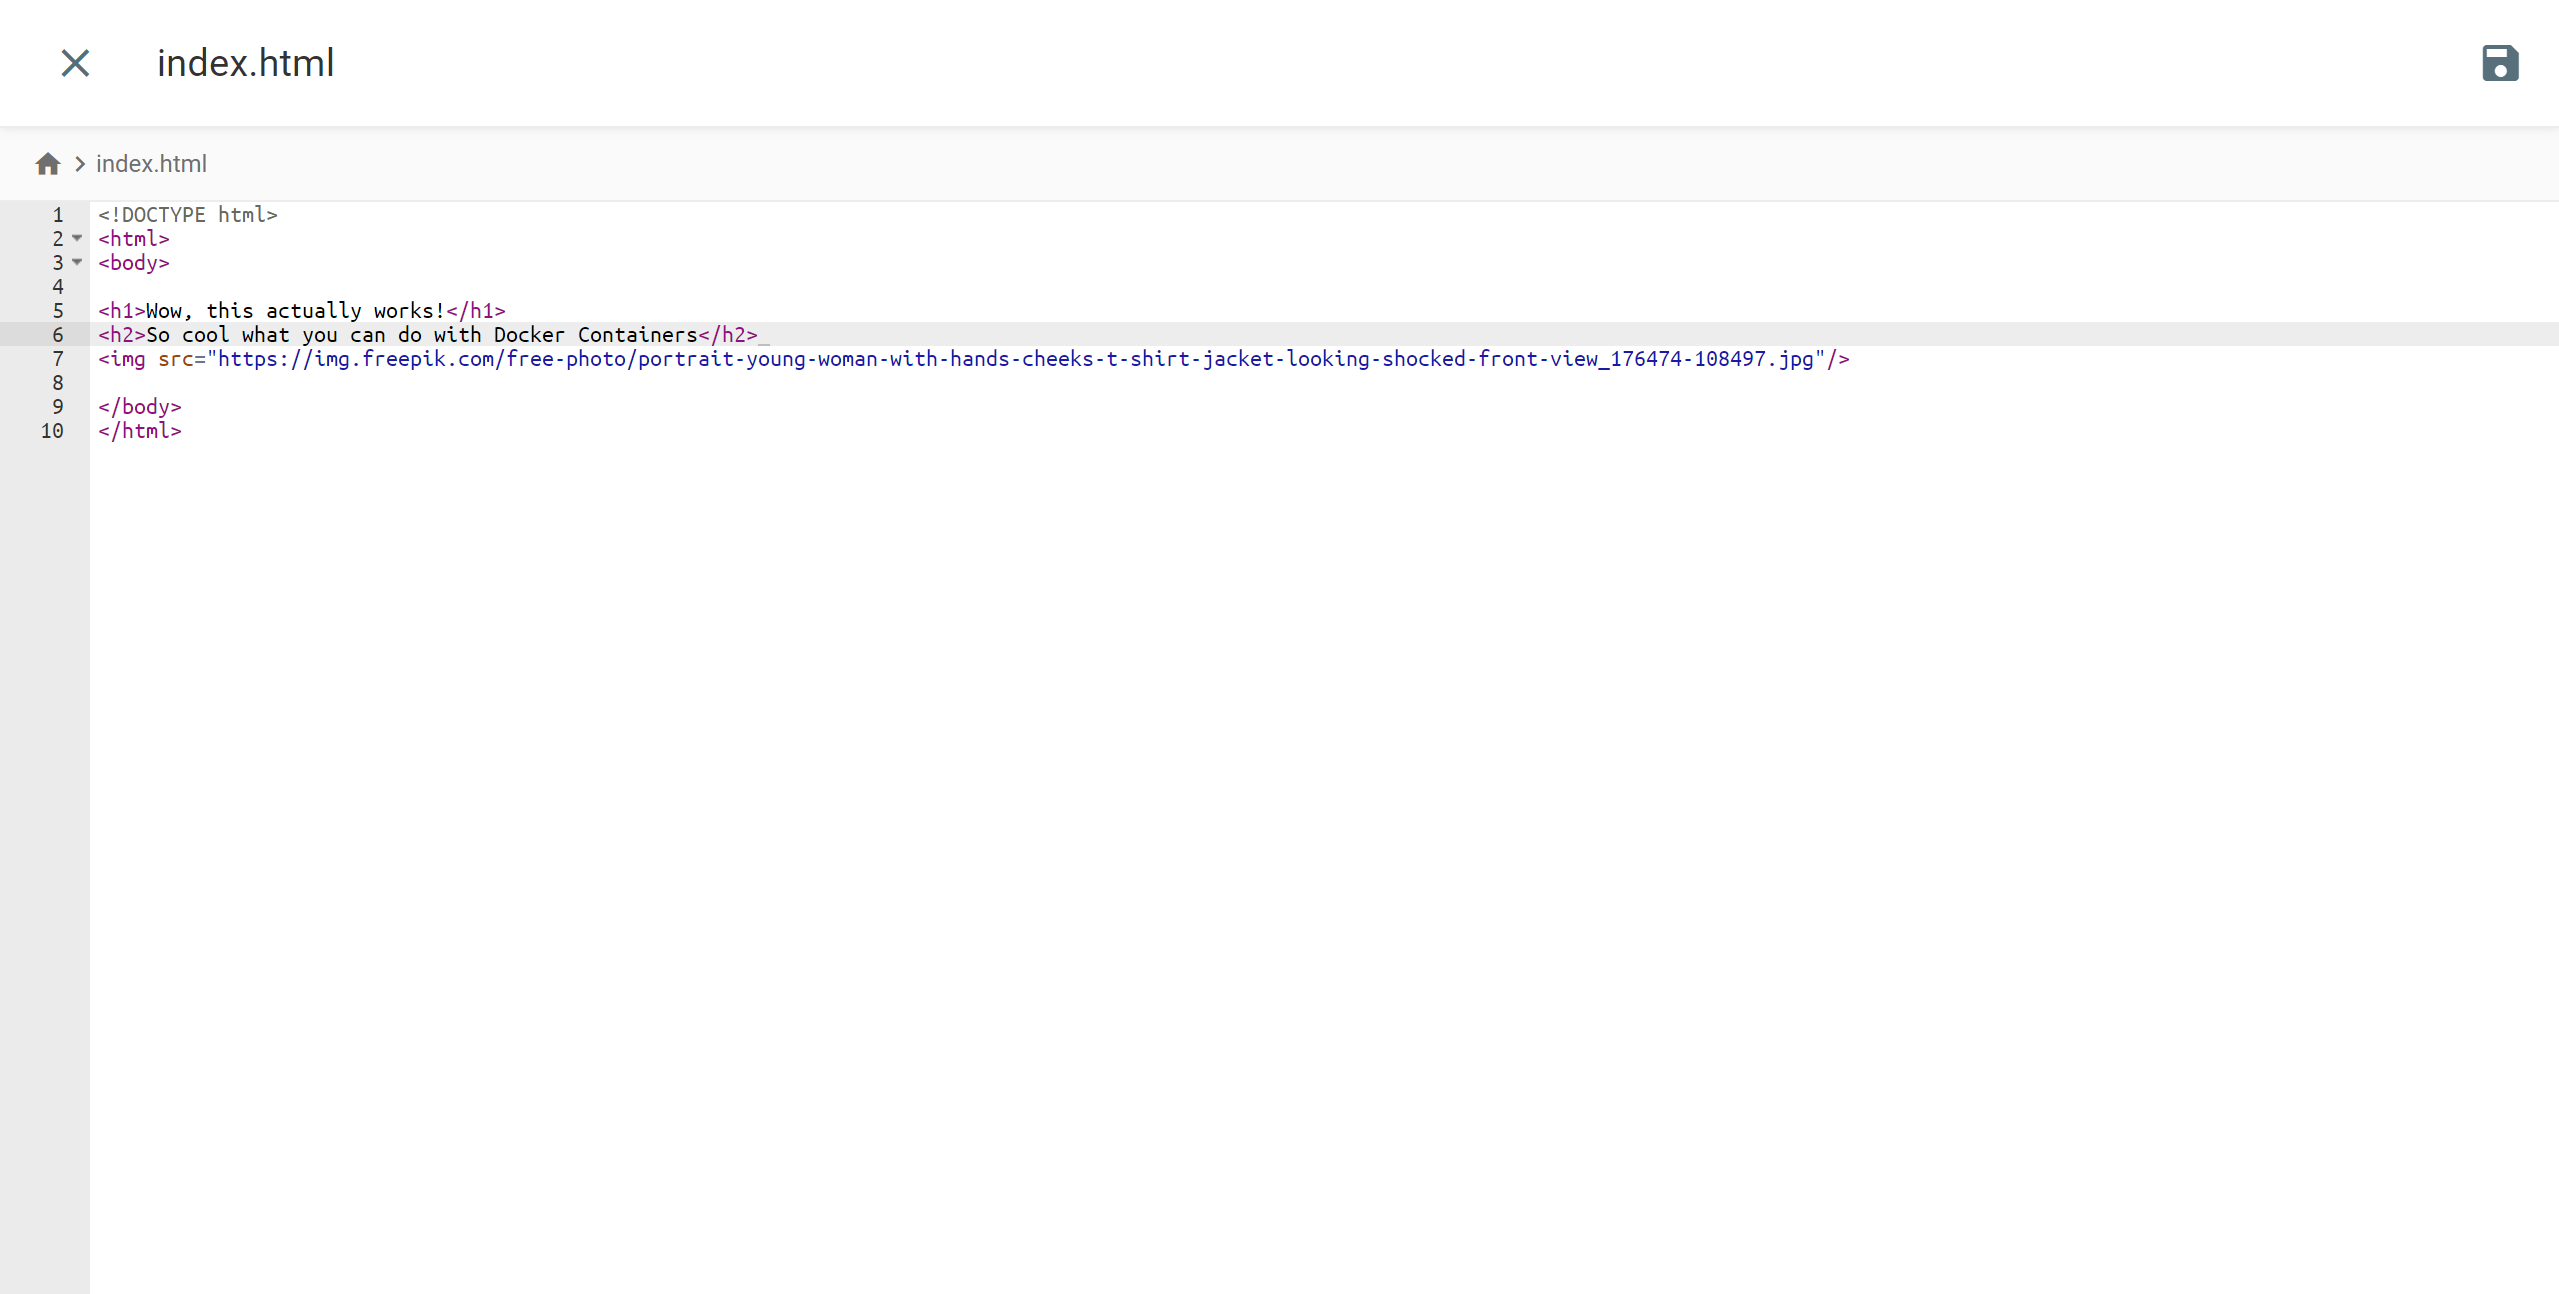 index.html
index.html
1 <!DOCTYPE html>
2 <html>
3 <body>
4
5 <h1>Wow, this actually works!</h1>
6 <h2>So cool what you can do with Docker Containers</h2>_
7 <img src="https://img.freepik.com/free-photo/portrait-young-woman-with-hands-cheeks-t-shirt-jacket-looking-shocked-front-view_176474-108497.jpg"/>
8
9 </body>
10 </html>